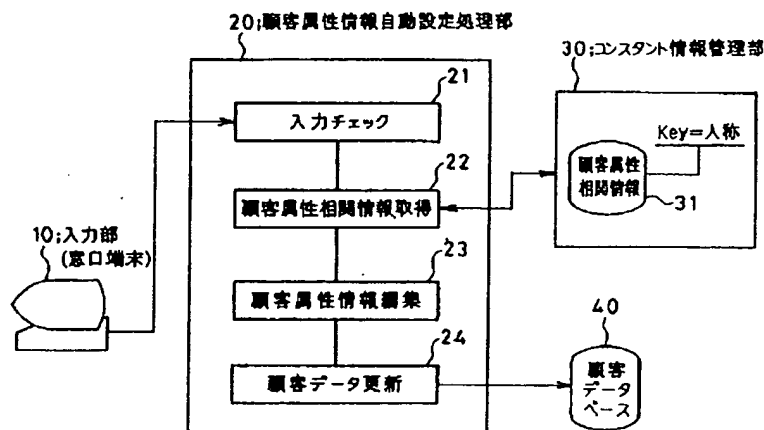 20;顧客属性情報自動設定処理部
30;コンスタント情報管理部
21
入力チェック
Key=人称
22
顧客属性
相関情報
顧客属性相関情報取得
31
10;入力部
(窓口端末)
23
顧客属性情報編集
24
40
顧客データ更新
顧客
データ
ベース